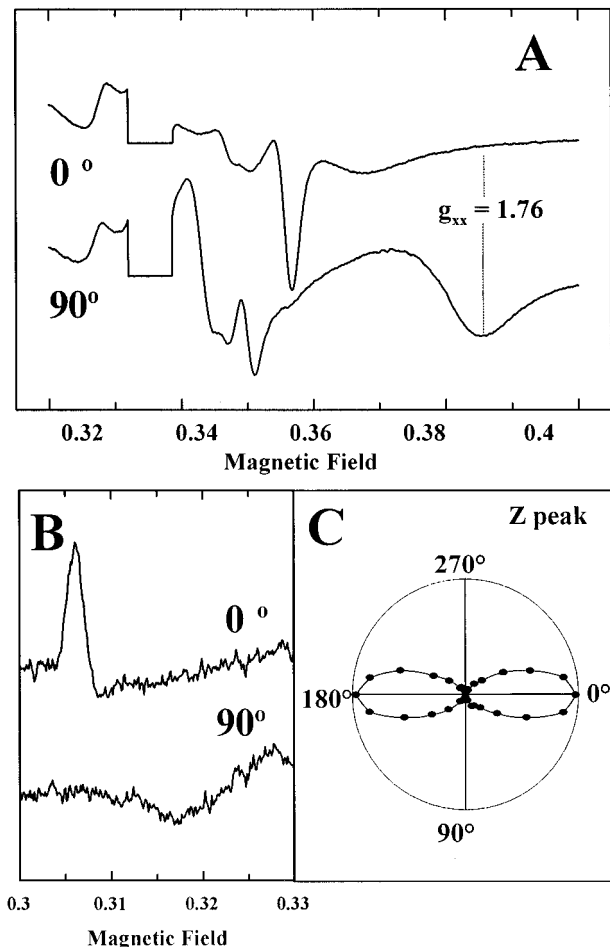 A
0 °
90°
g_xx = 1.76
0.32 0.34 0.36 0.38 0.4
Magnetic Field
B
0 °
90°
0.3 0.31 0.32 0.33
Magnetic Field
C
Z peak
270°
180°
0°
90°